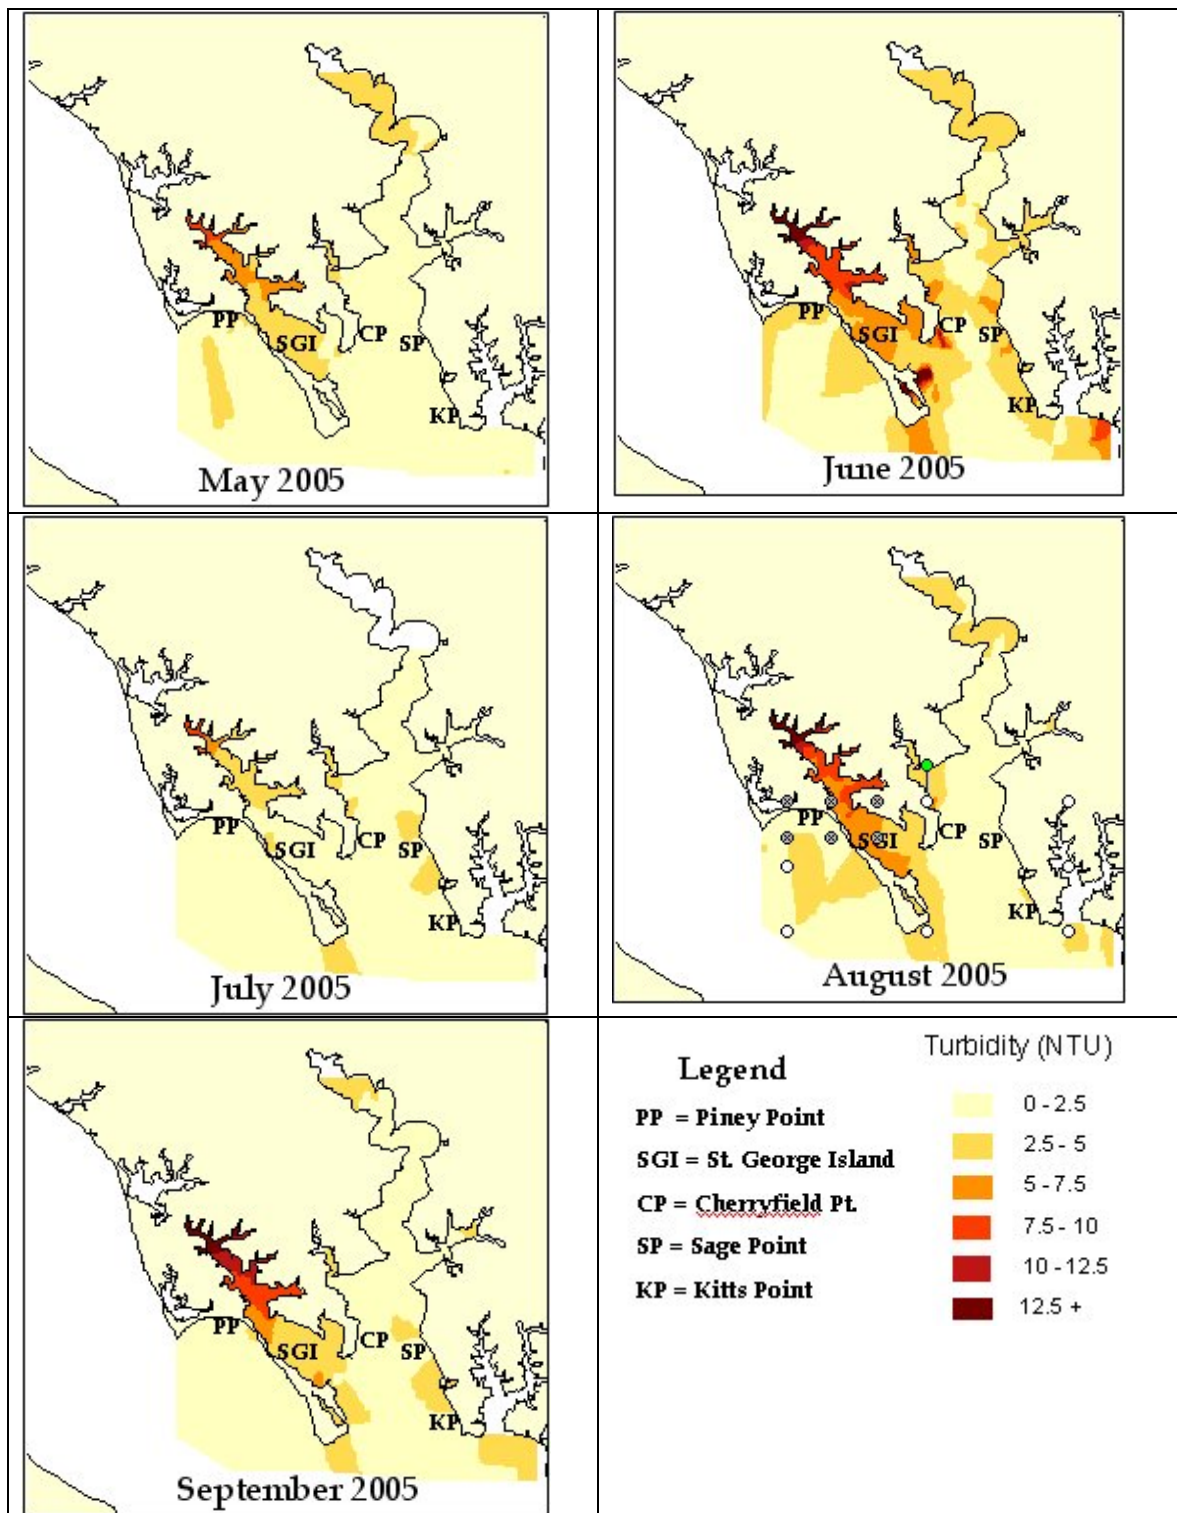 PP
SGI
CP
SP
KP
May 2005
PP
SGI
CP
SP
KP
June 2005
PP
SGI
CP
SP
KP
July 2005
PP
SGI
CP
SP
KP
August 2005
PP
SGI
CP
SP
KP
September 2005
Legend
PP = Piney Point
SGI = St. George Island
CP = Cherryfield Pt.
SP = Sage Point
KP = Kitts Point
Turbidity (NTU)
0 - 2.5
2.5 - 5
5 - 7.5
7.5 - 10
10 - 12.5
12.5 +